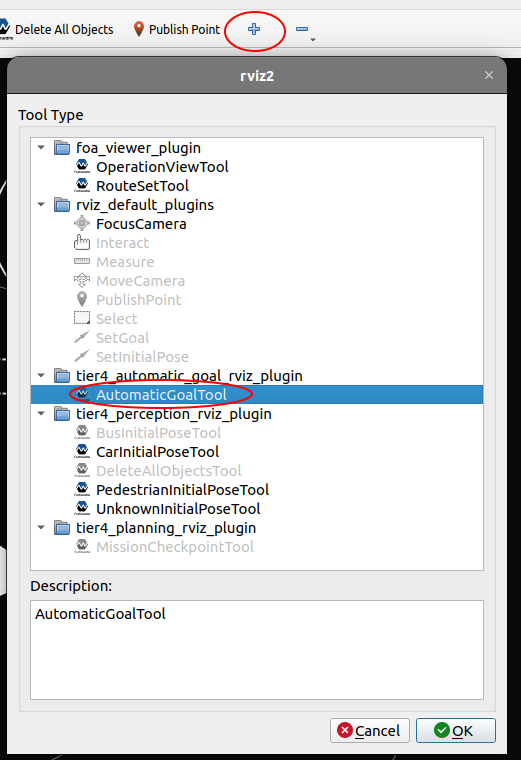 Delete All Objects Publish Point
rviz2
Tool Type
foa_viewer_plugin
OperationViewTool
RouteSetTool
rviz_default_plugins
FocusCamera
Interact
Measure
MoveCamera
PublishPoint
Select
SetGoal
SetInitialPose
tier4_automatic_goal_rviz_plugin
AutomaticGoalTool
tier4_perception_rviz_plugin
BusInitialPoseTool
CarInitialPoseTool
DeleteAllObjectsTool
PedestrianInitialPoseTool
UnknownInitialPoseTool
tier4_planning_rviz_plugin
MissionCheckpointTool
Description:
AutomaticGoalTool
Cancel OK